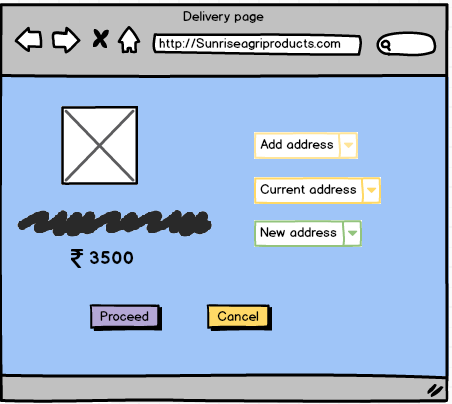 Delivery page
http://Sunriseagriproducts.com
Add address
Current address
New address
₹ 3500
Proceed
Cancel